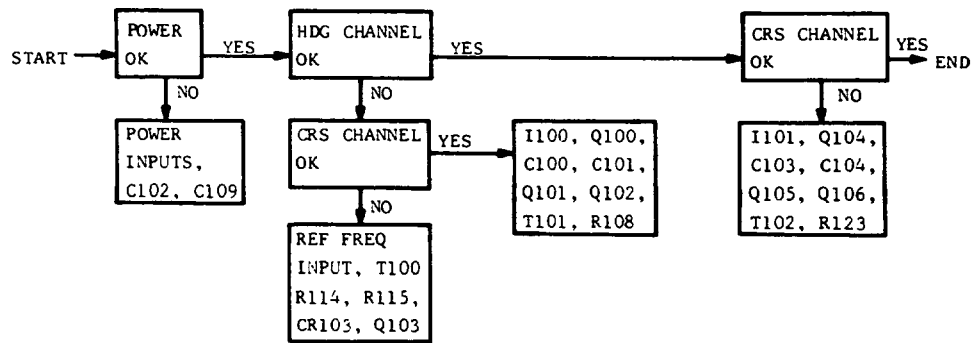 START
POWER
OK
YES
HDG CHANNEL
OK
YES
CRS CHANNEL
OK
YES
END
NO
POWER
INPUTS,
C102, C109
NO
CRS CHANNEL
OK
YES
I100, Q100,
C100, C101,
Q101, Q102,
T101, R108
NO
I101, Q104,
C103, C104,
Q105, Q106,
T102, R123
NO
REF FREQ
INPUT, T100
R114, R115,
CR103, Q103